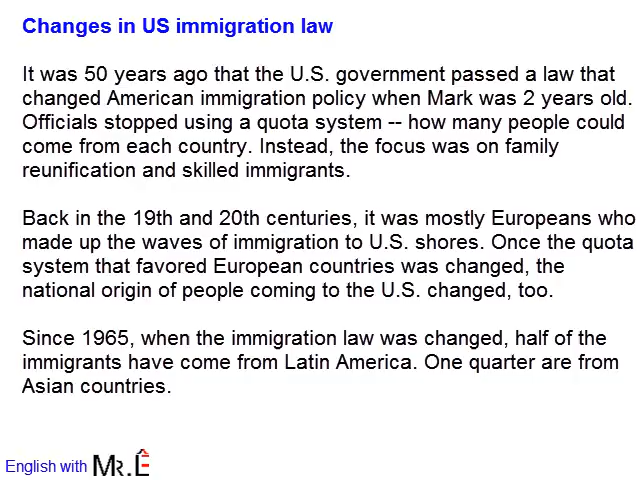 Changes in US immigration law
It was 50 years ago that the U.S. government passed a law that
changed American immigration policy when Mark was 2 years old.
Officials stopped using a quota system -- how many people could
come from each country. Instead, the focus was on family
reunification and skilled immigrants.
Back in the 19th and 20th centuries, it was mostly Europeans who
made up the waves of immigration to U.S. shores. Once the quota
system that favored European countries was changed, the
national origin of people coming to the U.S. changed, too.
Since 1965, when the immigration law was changed, half of the
immigrants have come from Latin America. One quarter are from
Asian countries.
English with MR.Ê